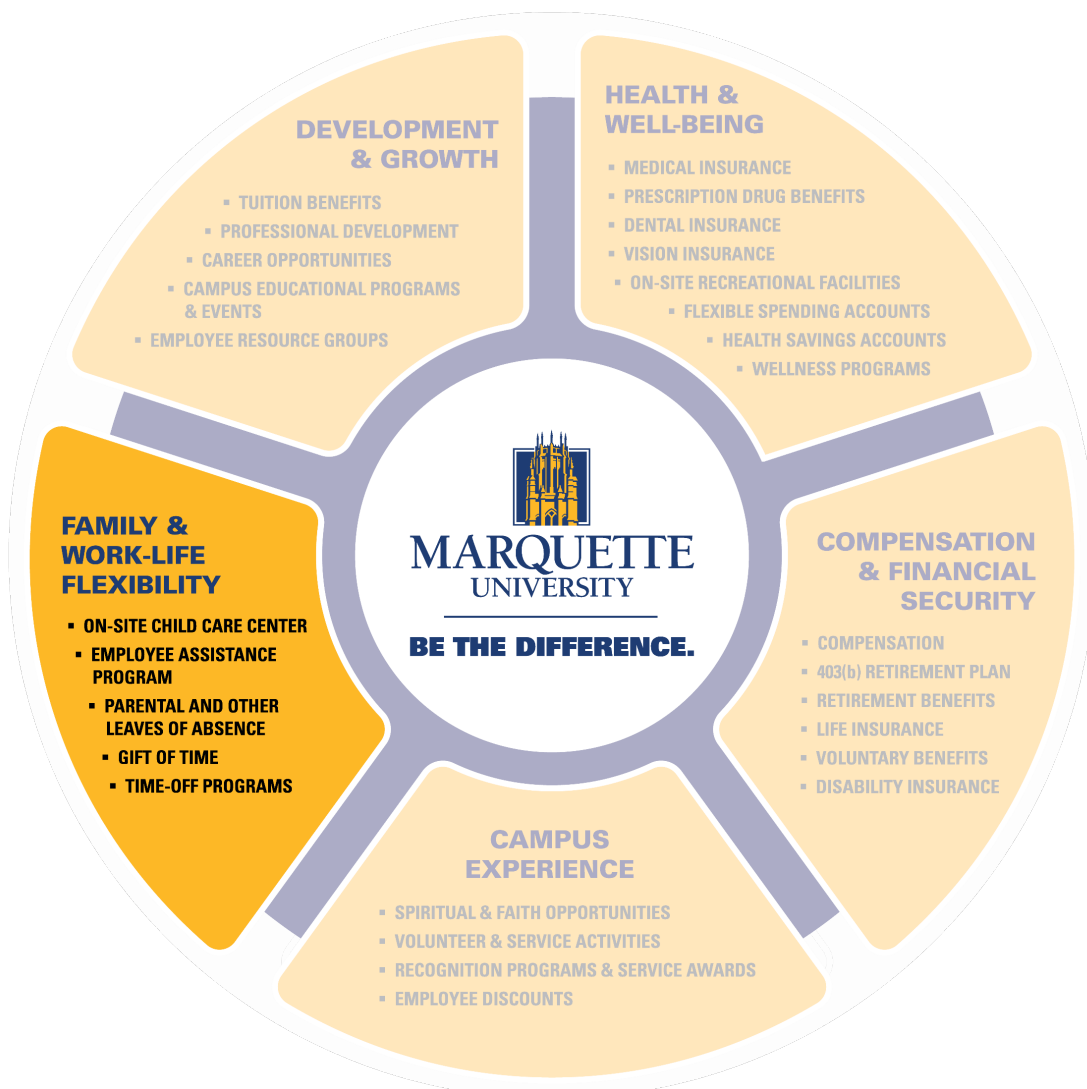 DEVELOPMENT
& GROWTH
▪ TUITION BENEFITS
▪ PROFESSIONAL DEVELOPMENT
▪ CAREER OPPORTUNITIES
▪ CAMPUS EDUCATIONAL PROGRAMS
& EVENTS
▪ EMPLOYEE RESOURCE GROUPS
HEALTH &
WELL-BEING
▪ MEDICAL INSURANCE
▪ PRESCRIPTION DRUG BENEFITS
▪ DENTAL INSURANCE
▪ VISION INSURANCE
▪ ON-SITE RECREATIONAL FACILITIES
▪ FLEXIBLE SPENDING ACCOUNTS
▪ HEALTH SAVINGS ACCOUNTS
▪ WELLNESS PROGRAMS
FAMILY &
WORK-LIFE
FLEXIBILITY
▪ ON-SITE CHILD CARE CENTER
▪ EMPLOYEE ASSISTANCE
PROGRAM
▪ PARENTAL AND OTHER
LEAVES OF ABSENCE
▪ GIFT OF TIME
▪ TIME-OFF PROGRAMS
MARQUETTE
UNIVERSITY
BE THE DIFFERENCE.
COMPENSATION
& FINANCIAL
SECURITY
▪ COMPENSATION
▪ 403(b) RETIREMENT PLAN
▪ RETIREMENT BENEFITS
▪ LIFE INSURANCE
▪ VOLUNTARY BENEFITS
▪ DISABILITY INSURANCE
CAMPUS
EXPERIENCE
▪ SPIRITUAL & FAITH OPPORTUNITIES
▪ VOLUNTEER & SERVICE ACTIVITIES
▪ RECOGNITION PROGRAMS & SERVICE AWARDS
▪ EMPLOYEE DISCOUNTS